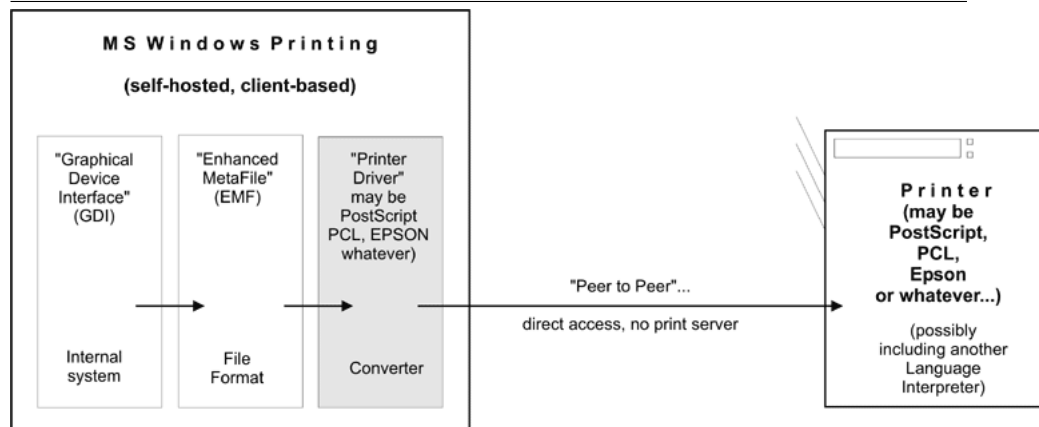 MS Windows Printing
(self-hosted, client-based)
"Graphical
Device
Interface"
(GDI)
Internal
system
"Enhanced
MetaFile"
(EMF)
File
Format
"Printer
Driver"
may be
PostScript
PCL, EPSON
whatever)
Converter
"Peer to Peer"...
direct access, no print server
Printer
(may be
PostScript,
PCL,
Epson
or whatever...)
(possibly
including another
Language
Interpreter)